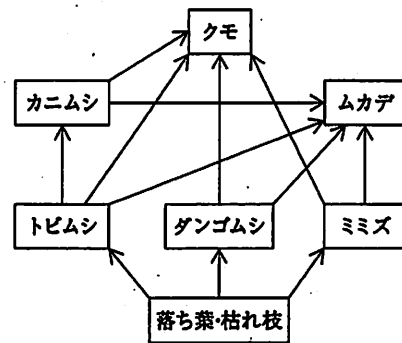 クモ
カニムシ
ムカデ
トビムシ
ダンゴムシ
ミミズ
落ち葉・枯れ枝